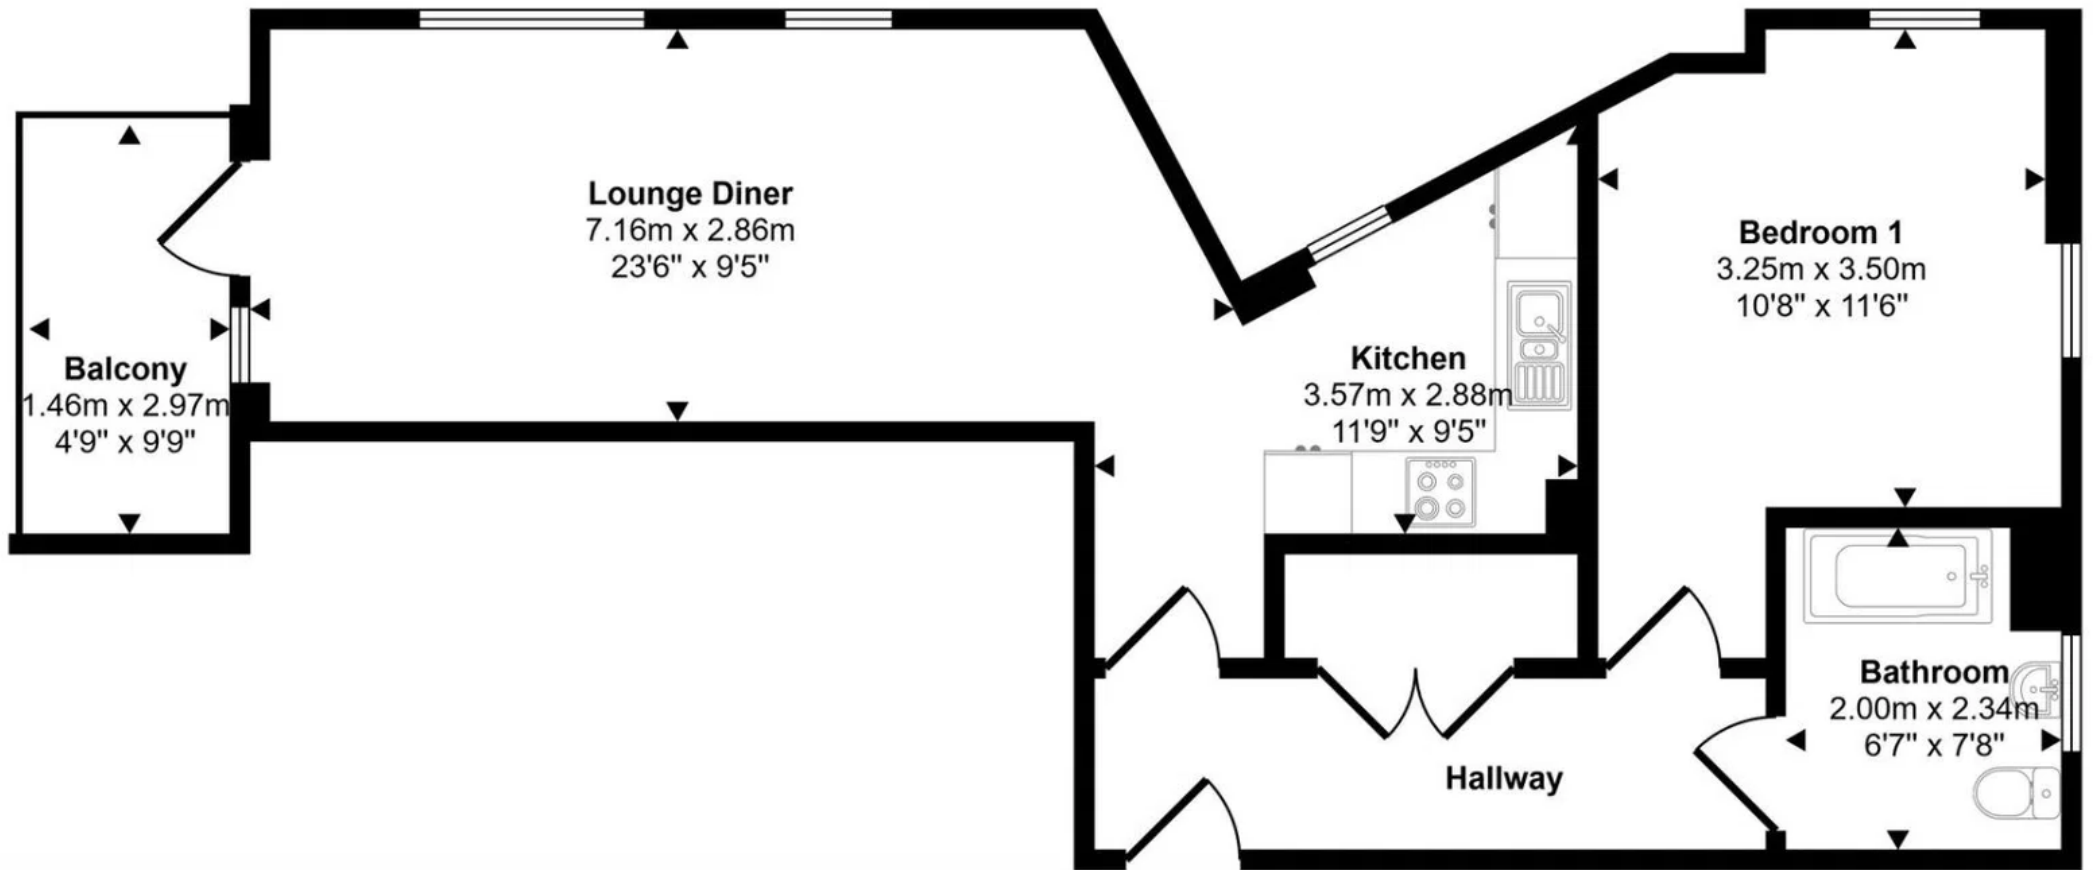 Lounge Diner
7.16m x 2.86m
23'6" x 9'5"
Balcony
1.46m x 2.97m
4'9" x 9'9"
Kitchen
3.57m x 2.88m
11'9" x 9'5"
Bedroom 1
3.25m x 3.50m
10'8" x 11'6"
Bathroom
2.00m x 2.34m
6'7" x 7'8"
Hallway